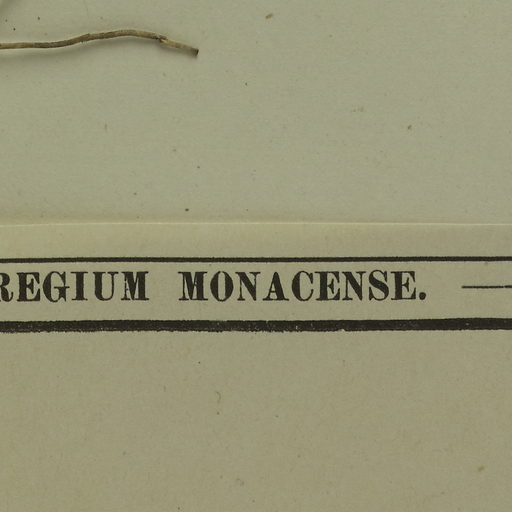 REGIUM MONACENSE. —